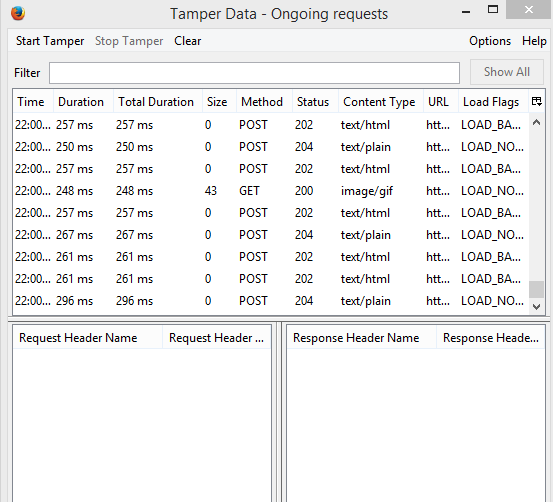 Tamper Data - Ongoing requests
Start Tamper Stop Tamper Clear Options Help
Filter Show All
Time Duration Total Duration Size Method Status Content Type URL Load Flags
22:00... 257 ms 257 ms 0 POST 202 text/html htt... LOAD_BA...
22:00... 250 ms 250 ms 0 POST 204 text/plain htt... LOAD_NO...
22:00... 257 ms 257 ms 0 POST 202 text/html htt... LOAD_BA...
22:00... 248 ms 248 ms 43 GET 200 image/gif htt... LOAD_NO...
22:00... 257 ms 257 ms 0 POST 202 text/html htt... LOAD_BA...
22:00... 267 ms 267 ms 0 POST 204 text/plain htt... LOAD_NO...
22:00... 261 ms 261 ms 0 POST 202 text/html htt... LOAD_BA...
22:00... 261 ms 261 ms 0 POST 202 text/html htt... LOAD_BA...
22:00... 296 ms 296 ms 0 POST 204 text/plain htt... LOAD_NO...
Request Header Name Request Header ... Response Header Name Response Heade...